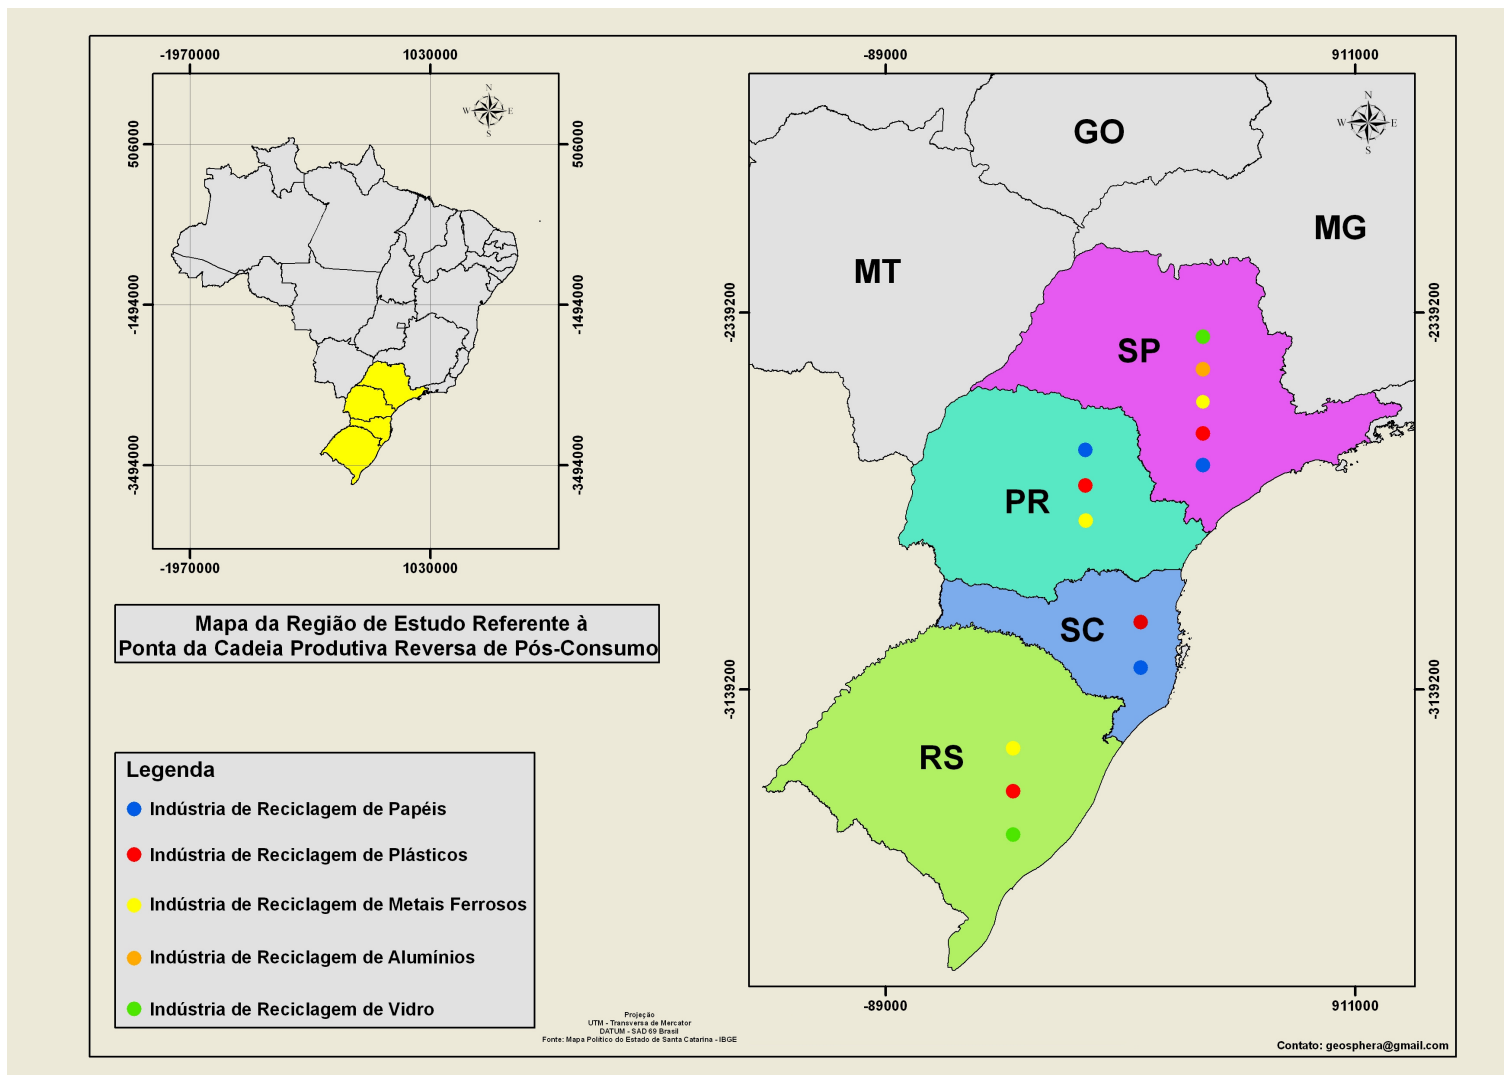 -1970000
1030000
N
W
E
S
506000
506000
-1494000
-1494000
-3494000
-3494000
-1970000
1030000
Mapa da Região de Estudo Referente à
Ponta da Cadeia Produtiva Reversa de Pós-Consumo
Legenda
Indústria de Reciclagem de Papéis
Indústria de Reciclagem de Plásticos
Indústria de Reciclagem de Metais Ferrosos
Indústria de Reciclagem de Alumínios
Indústria de Reciclagem de Vidro
Projeção
UTM - Transversa de Mercator
DATUM - SAD 69 Brasil
Fonte: Mapa Político do Estado de Santa Catarina - IBGE
-89000
911000
N
W
E
S
GO
MG
MT
-2339200
-2339200
SP
PR
SC
-3139200
-3139200
RS
-89000
911000
Contato: geosphera@gmail.com